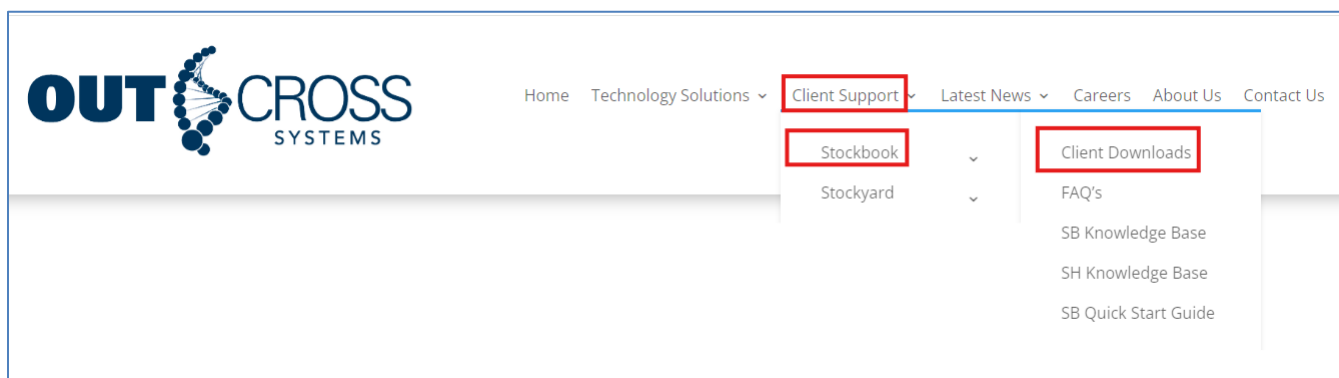 OUT CROSS
SYSTEMS
Home Technology Solutions Client Support Latest News Careers About Us Contact Us
Stockbook
Stockyard
Client Downloads
FAQ’s
SB Knowledge Base
SH Knowledge Base
SB Quick Start Guide